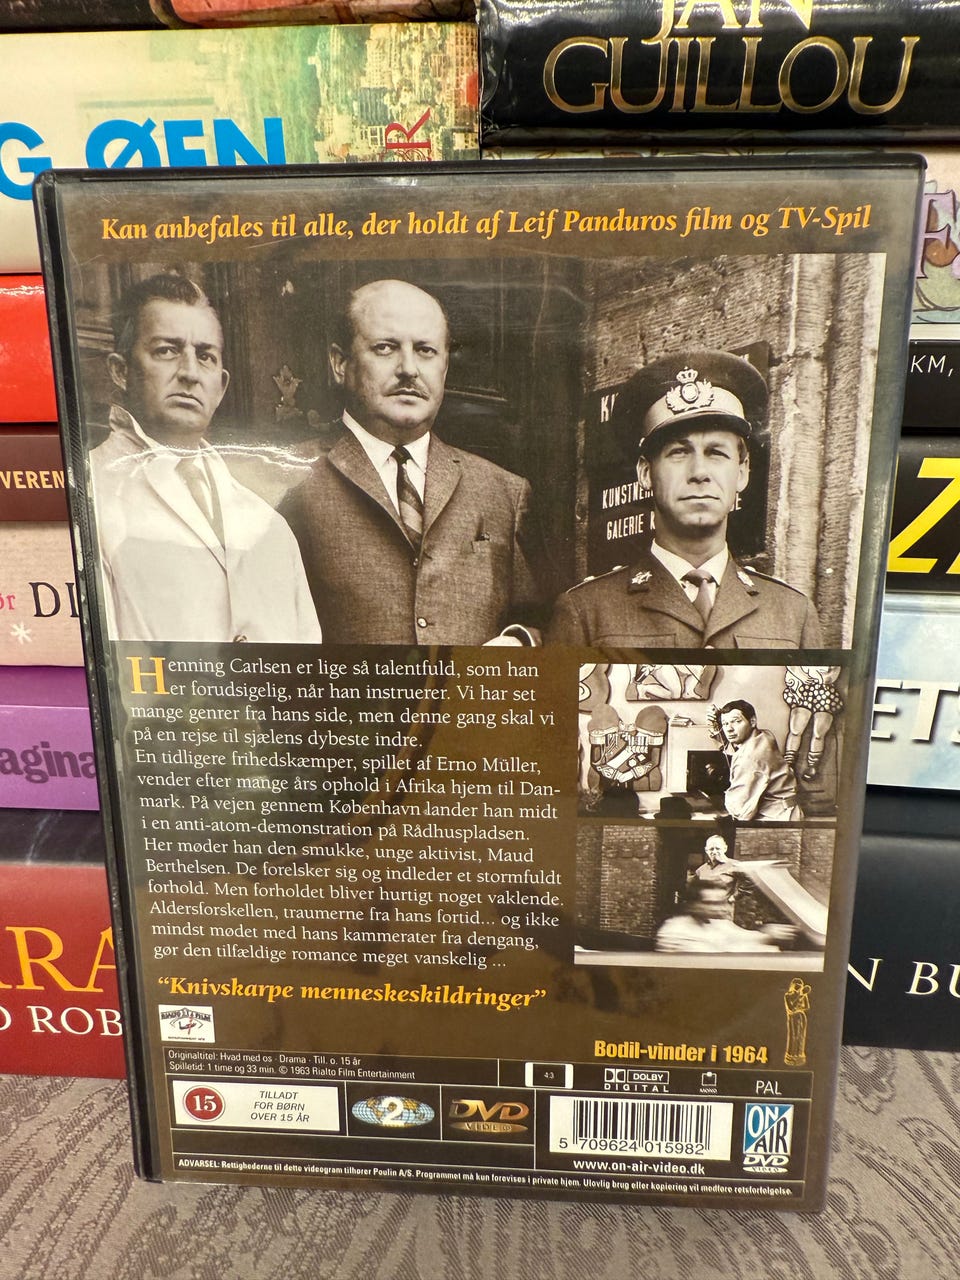 JAN
GUILLOU
G ØEN
R
KM,
VEREN
ør DI
agina
ETS
RA
D ROB
N BU
Kan anbefales til alle, der holdt af Leif Panduros film og TV-Spil
KUNSTNE
GALERIE K
DE
Henning Carlsen er lige så talentfuld, som han
er forudsigelig, når han instruerer. Vi har set
mange genrer fra hans side, men denne gang skal vi
på en rejse til sjælens dybeste indre.
En tidligere frihedskæmper, spillet af Erno Müller,
vender efter mange års ophold i Afrika hjem til Dan-
mark. På vejen gennem København lander han midt
i en anti-atom-demonstration på Rådhuspladsen.
Her møder han den smukke, unge aktivist, Maud
Berthelsen. De forelsker sig og indleder et stormfuldt
forhold. Men forholdet bliver hurtigt noget vaklende.
Aldersforskellen, traumerne fra hans fortid... og ikke
mindst mødet med hans kammerater fra dengang,
gør den tilfældige romance meget vanskelig ...
“Knivskarpe menneskeskildringer”
RIALTO FILM
Bodil-vinder i 1964
Originaltitel: Hvad med os · Drama · Till. o. 15 år
Spilletid: 1 time og 33 min. © 1963 Rialto Film Entertainment
4:3
DOLBY
DIGITAL
MONO
PAL
15
TILLADT
FOR BØRN
OVER 15 ÅR
2
DVD
VIDEO
5 709624 015982
www.on-air-video.dk
ON
AIR
DVD
VIDEO
ADVARSEL: Rettighederne til dette videogram tilhører Poulin A/S. Programmet må kun forevises i private hjem. Ulovlig brug eller kopiering vil medføre retsforfølgelse.